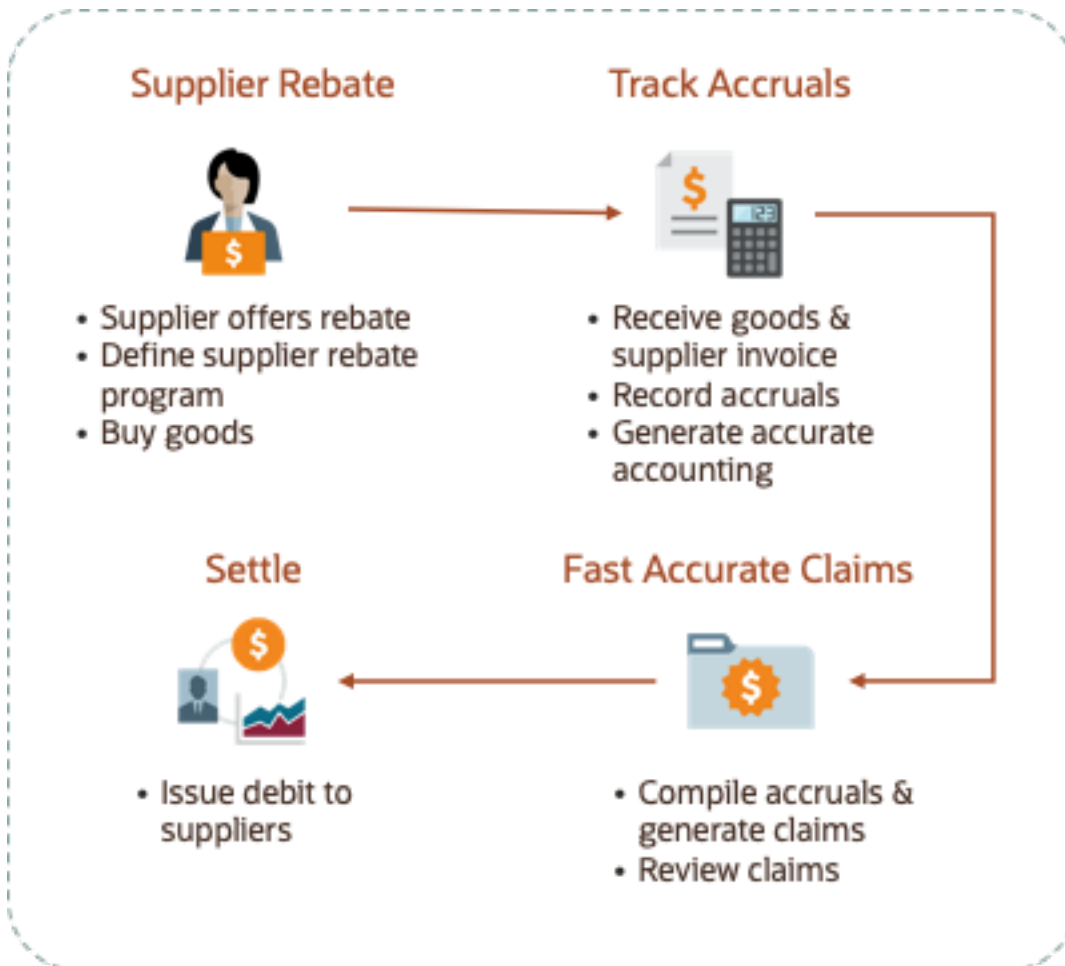 Supplier Rebate
$
• Supplier offers rebate
• Define supplier rebate
program
• Buy goods
Track Accruals
$
123
• Receive goods &
supplier invoice
• Record accruals
• Generate accurate
accounting
Fast Accurate Claims
$
• Compile accruals &
generate claims
• Review claims
Settle
$
• Issue debit to
suppliers